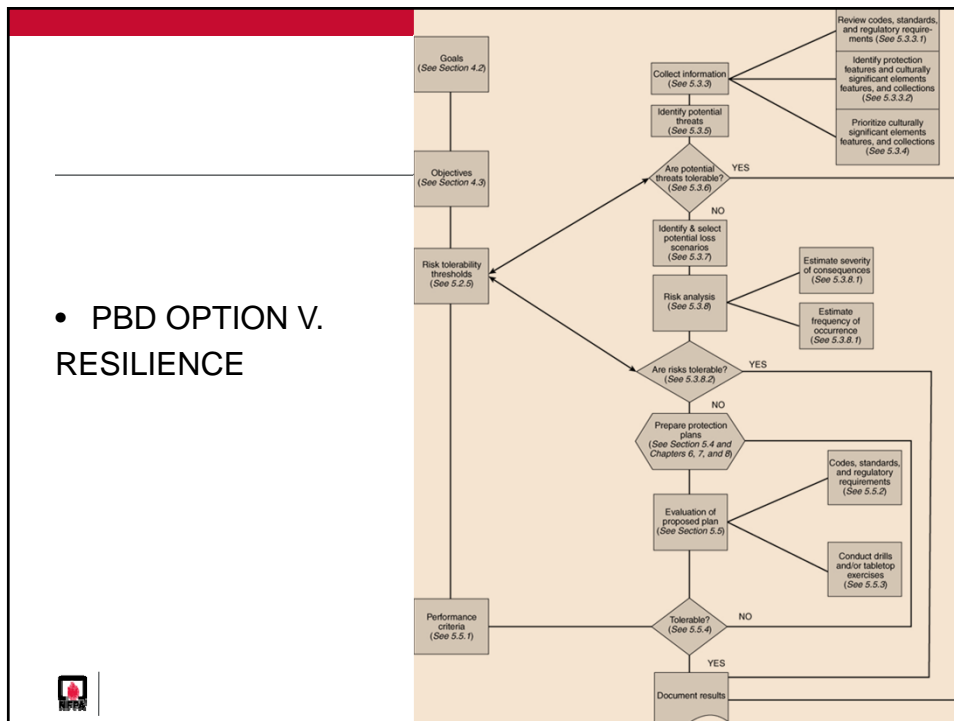 • PBD OPTION V.
RESILIENCE
NFPA
Goals
(See Section 4.2)
Objectives
(See Section 4.3)
Risk tolerability
thresholds
(See 5.2.5)
Performance
criteria
(See 5.5.1)
Collect information
(See 5.3.3)
Review codes, standards,
and regulatory require-
ments (See 5.3.3.1)
Identify protection
features and culturally
significant elements
features, and collections
(See 5.3.3.2)
Prioritize culturally
significant elements
features, and collections
(See 5.3.4)
Identify potential
threats
(See 5.3.5)
Are potential
threats tolerable?
(See 5.3.6)
YES
NO
Identify & select
potential loss
scenarios
(See 5.3.7)
Risk analysis
(See 5.3.8)
Estimate severity
of consequences
(See 5.3.8.1)
Estimate
frequency of
occurrence
(See 5.3.8.1)
Are risks tolerable?
(See 5.3.8.2)
YES
NO
Prepare protection
plans
(See Section 5.4 and
Chapters 6, 7, and 8)
Evaluation of
proposed plan
(See Section 5.5)
Codes, standards,
and regulatory
requirements
(See 5.5.2)
Conduct drills
and/or tabletop
exercises
(See 5.5.3)
Tolerable?
(See 5.5.4)
NO
YES
Document results